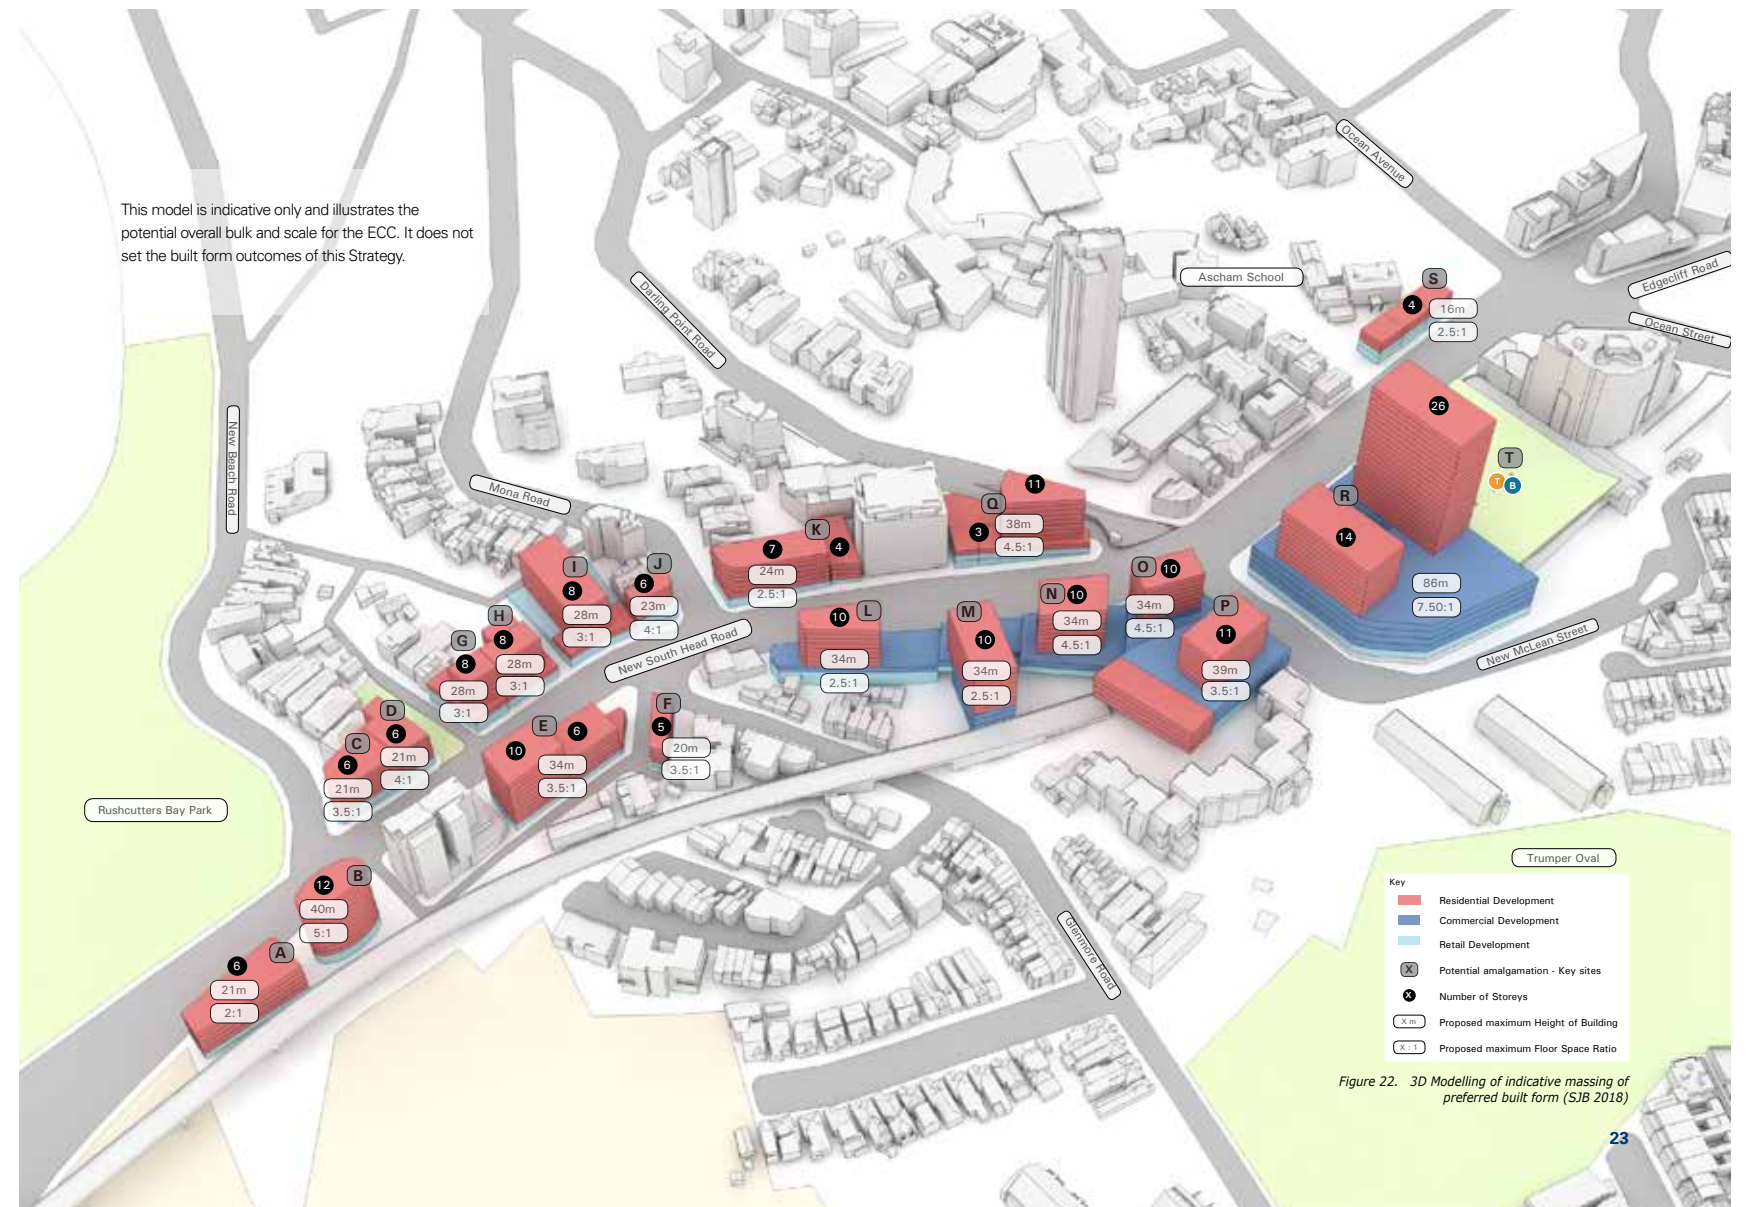 This model is indicative only and illustrates the
potential overall bulk and scale for the ECC. It does not
set the built form outcomes of this Strategy.
Ocean Avenue
Edgecliff Road
Ocean Street
Ascham School
S
4
16m
2.5:1
Darling Point Road
New Beach Road
Mona Road
26
T
T
B
R
14
86m
7.50:1
New McLean Street
11
Q
3
38m
4.5:1
K
7
4
24m
2.5:1
I
8
28m
3:1
J
6
23m
4:1
H
8
28m
3:1
G
8
28m
3:1
New South Head Road
L
10
34m
2.5:1
M
10
34m
2.5:1
N
10
34m
4.5:1
O
10
34m
4.5:1
P
11
39m
3.5:1
D
6
21m
4:1
C
6
21m
3.5:1
E
10
6
34m
3.5:1
F
5
20m
3.5:1
Rushcutters Bay Park
B
12
40m
5:1
A
6
21m
2:1
Glenmore Road
Trumper Oval
Key
Residential Development
Commercial Development
Retail Development
X Potential amalgamation - Key sites
X Number of Storeys
X m Proposed maximum Height of Building
X : 1 Proposed maximum Floor Space Ratio
Figure 22. 3D Modelling of indicative massing of
preferred built form (SJB 2018)
23